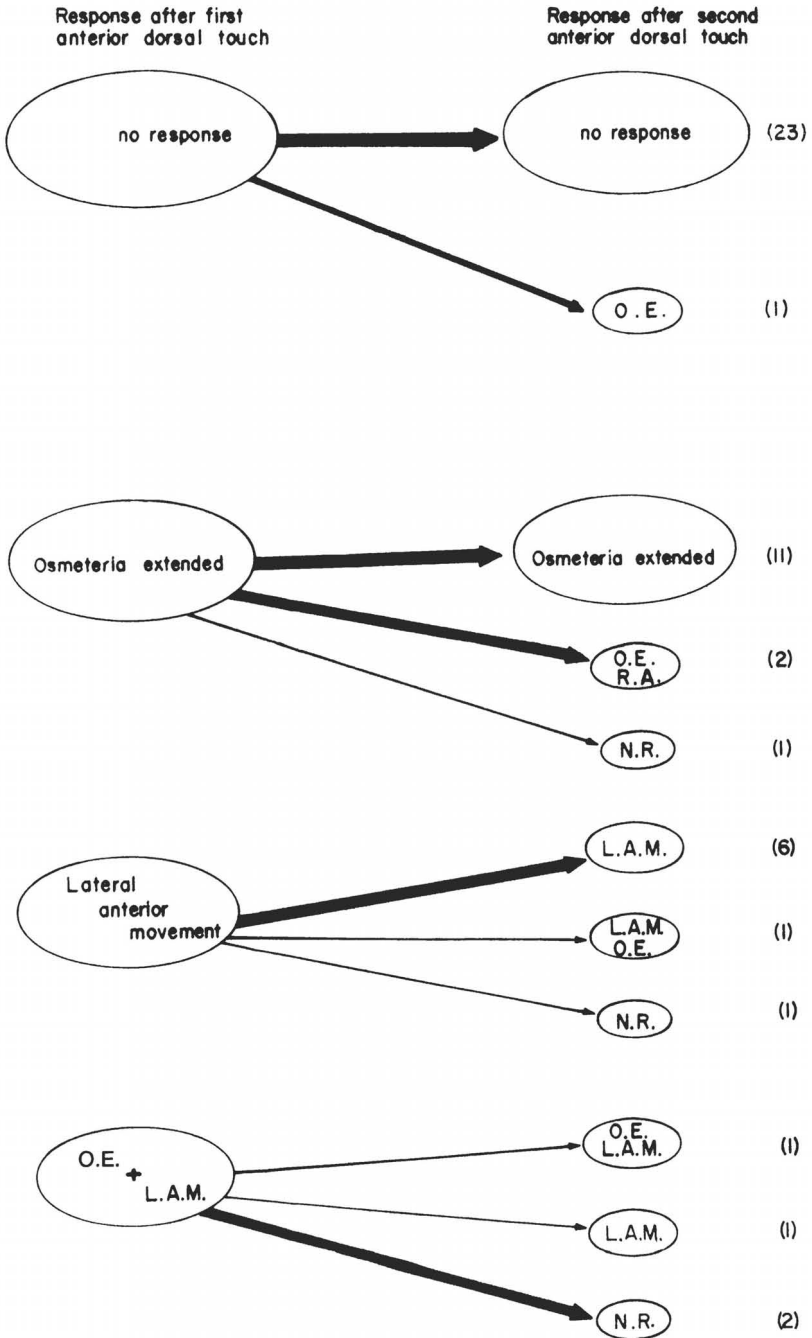 Response after first
anterior dorsal touch
Response after second
anterior dorsal touch
no response
no response
(23)
O.E.
(1)
Osmeteria extended
Osmeteria extended
(11)
O.E.
R.A.
(2)
N.R.
(1)
Lateral
anterior
movement
L.A.M.
(6)
L.A.M.
O.E.
(1)
N.R.
(1)
O.E.
+
L.A.M.
O.E.
L.A.M.
(1)
L.A.M.
(1)
N.R.
(2)